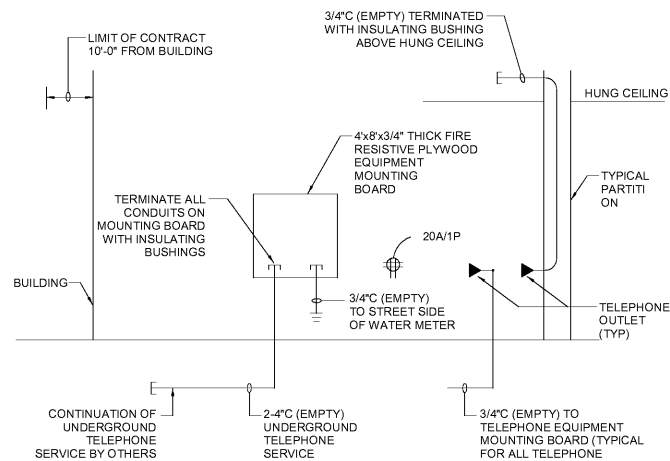 3/4"C (EMPTY) TERMINATED
WITH INSULATING BUSHING
ABOVE HUNG CEILING
LIMIT OF CONTRACT
10'-0" FROM BUILDING
HUNG CEILING
4'x8'x3/4" THICK FIRE
RESISTIVE PLYWOOD
EQUIPMENT
MOUNTING
BOARD
TYPICAL
PARTITI
ON
TERMINATE ALL
CONDUITS ON
MOUNTING BOARD
WITH INSULATING
BUSHINGS
20A/1P
BUILDING
3/4"C (EMPTY)
TO STREET SIDE
OF WATER METER
TELEPHONE
OUTLET
(TYP)
CONTINUATION OF
UNDERGROUND
TELEPHONE
SERVICE BY OTHERS
2-4"C (EMPTY)
UNDERGROUND
TELEPHONE
SERVICE
3/4"C (EMPTY) TO
TELEPHONE EQUIPMENT
MOUNTING BOARD (TYPICAL
FOR ALL TELEPHONE